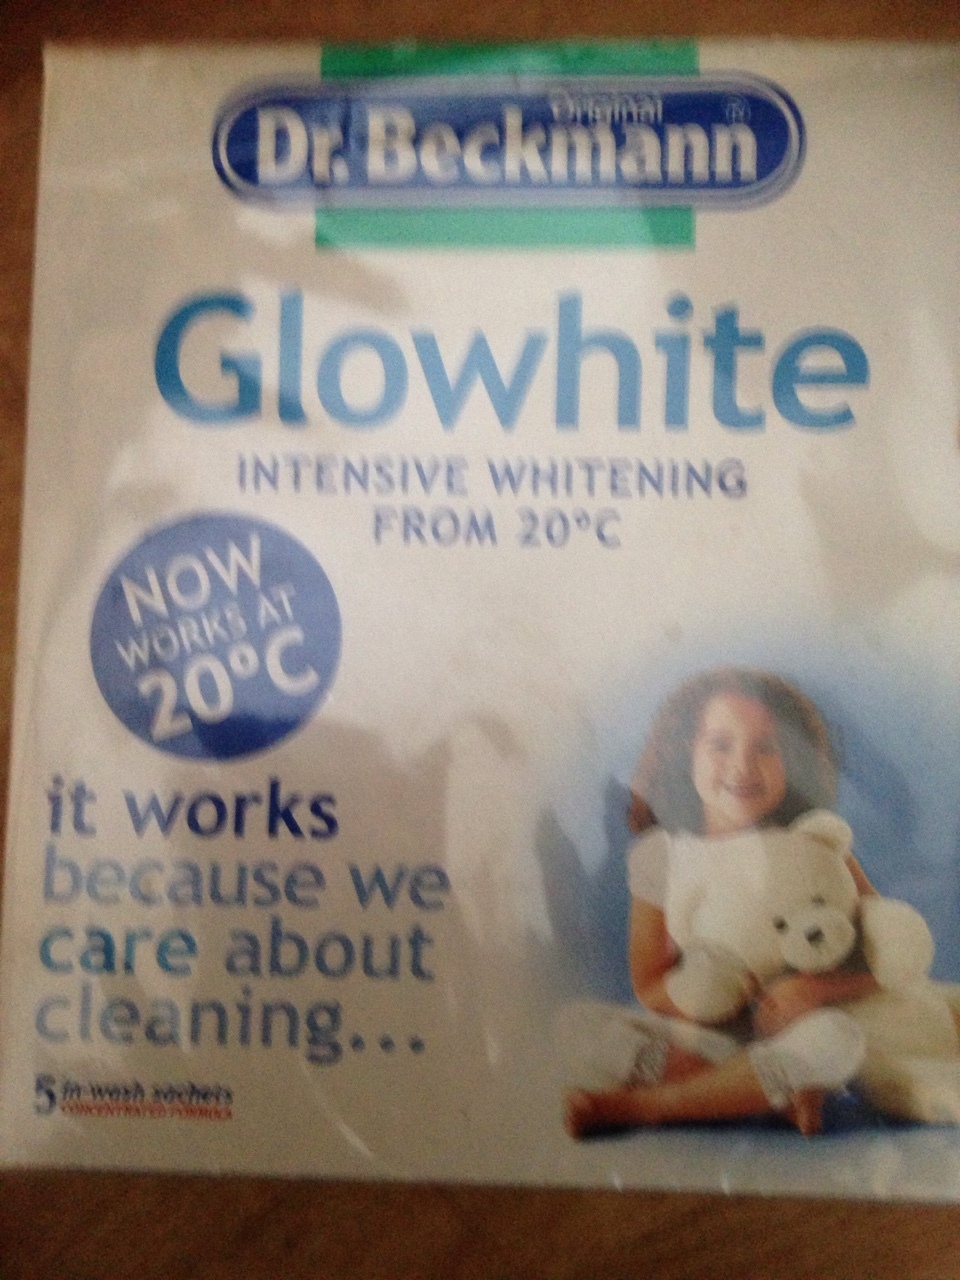 Original
Dr. Beckmann ®
Glowhite
INTENSIVE WHITENING
FROM 20°C
NOW
WORKS AT
20°C
it works
because we
care about
cleaning...
5 in-wash sachets
CONCENTRATED FORMULA